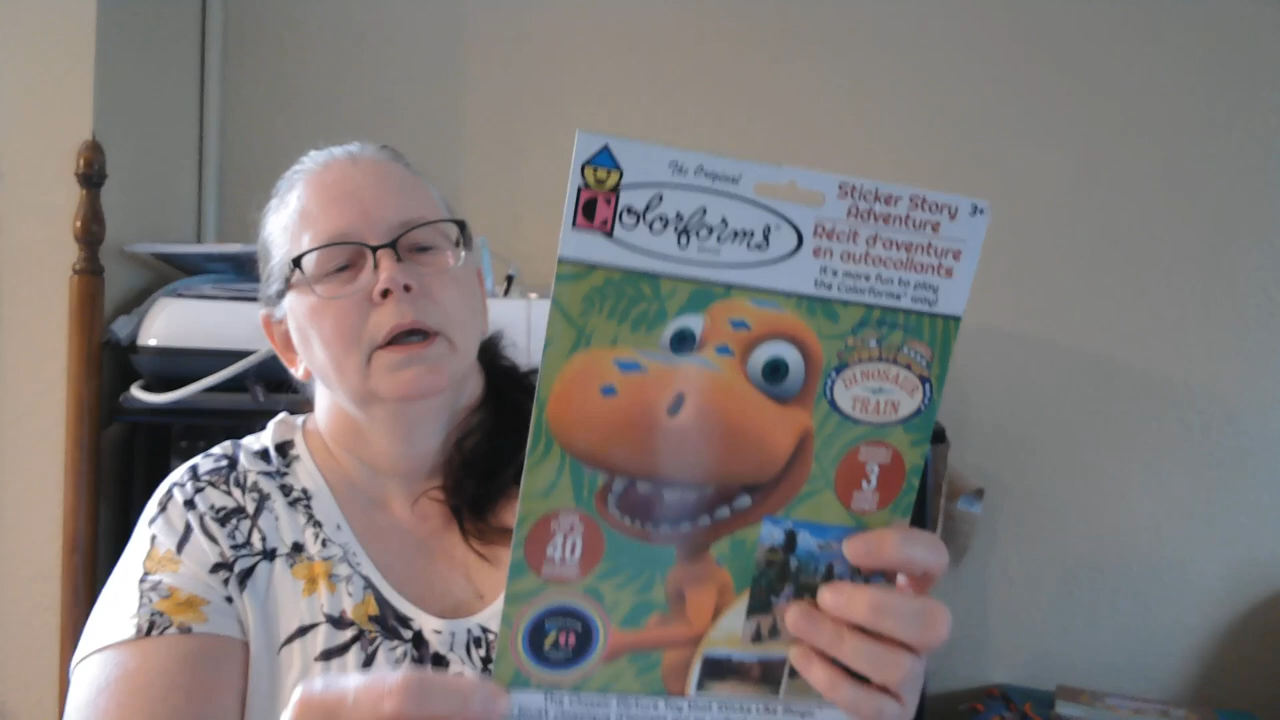 The Original
Colorforms®
Sticker Story
Adventure
3+
Récit d'aventure
en autocollants
It's more fun to play
the Colorforms® way!
DINOSAUR
TRAIN
3
40
70